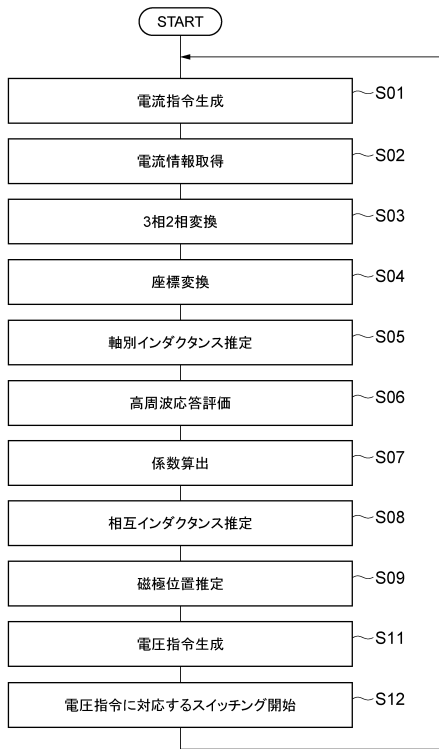 START
電流指令生成 S01
電流情報取得 S02
3相2相変換 S03
座標変換 S04
軸別インダクタンス推定 S05
高周波応答評価 S06
係数算出 S07
相互インダクタンス推定 S08
磁極位置推定 S09
電圧指令生成 S11
電圧指令に対応するスイッチング開始 S12